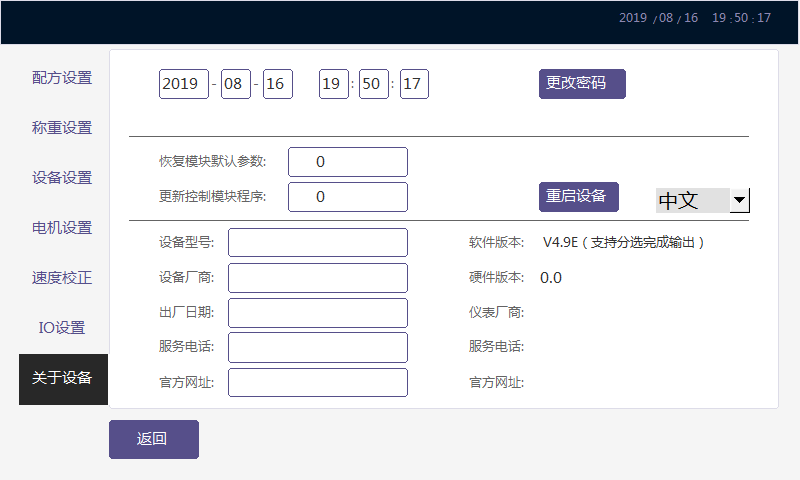 2019 / 08 / 16 19 : 50 : 17
配方设置
称重设置
设备设置
电机设置
速度校正
IO设置
关于设备
2019 - 08 - 16 19 : 50 : 17 更改密码
恢复模块默认参数: 0
更新控制模块程序: 0 重启设备 中文
设备型号: 软件版本: V4.9E（支持分选完成输出）
设备厂商: 硬件版本: 0.0
出厂日期: 仪表厂商:
服务电话: 服务电话:
官方网址: 官方网址:
返回